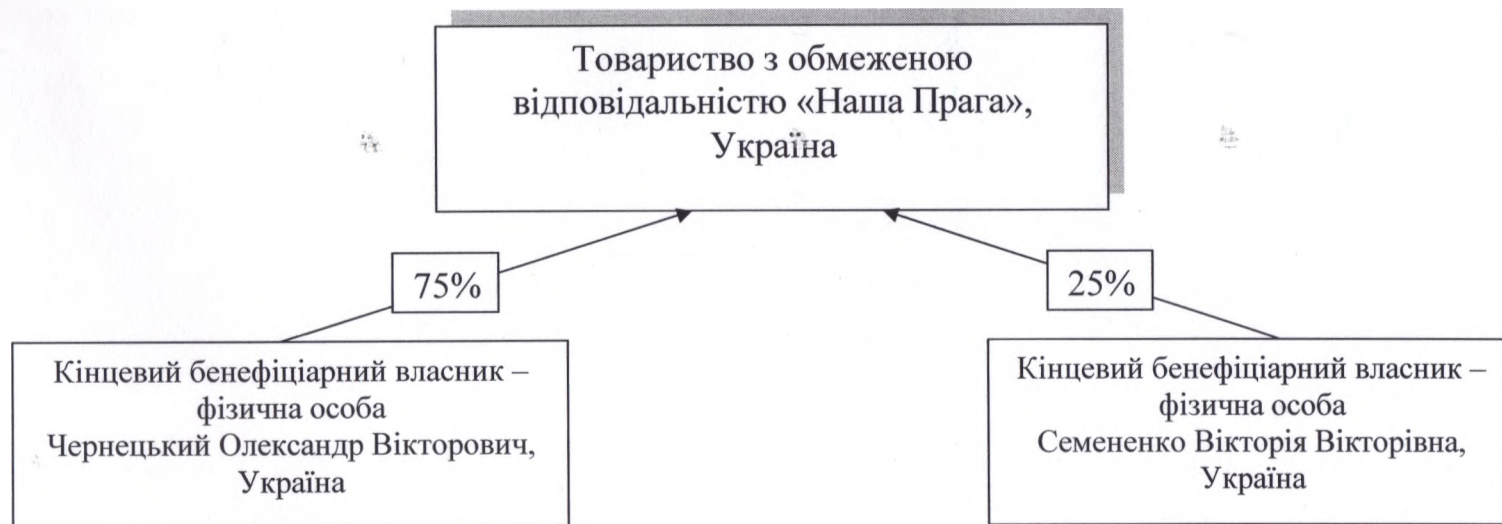 Товариство з обмеженою
відповідальністю «Наша Прага»,
Україна
75%
25%
Кінцевий бенефіціарний власник –
фізична особа
Чернецький Олександр Вікторович,
Україна
Кінцевий бенефіціарний власник –
фізична особа
Семененко Вікторія Вікторівна,
Україна